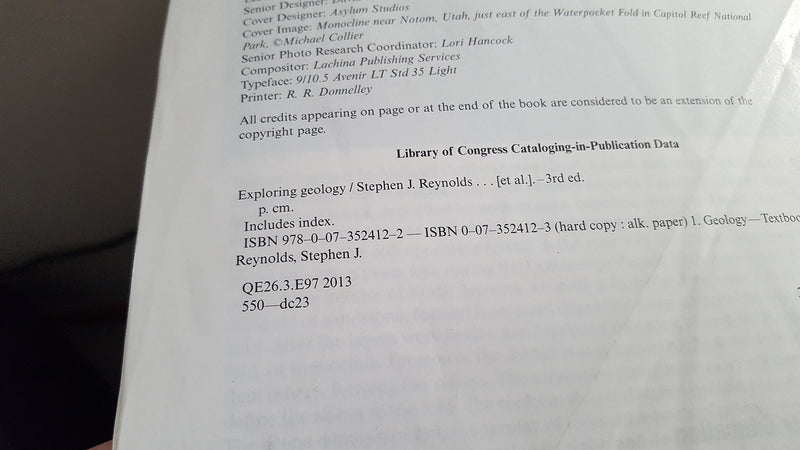 Senior Designer:
Cover Designer: Asylum Studios
Cover Image: Monocline near Notom, Utah, just east of the Waterpocket Fold in Capitol Reef National
Park, ©Michael Collier
Senior Photo Research Coordinator: Lori Hancock
Compositor: Lachina Publishing Services
Typeface: 9/10.5 Avenir LT Std 35 Light
Printer: R. R. Donnelley
All credits appearing on page or at the end of the book are considered to be an extension of the
copyright page.
Library of Congress Cataloging-in-Publication Data
Exploring geology / Stephen J. Reynolds . . . [et al.].–3rd ed.
p. cm.
Includes index.
ISBN 978–0–07–352412–2 — ISBN 0–07–352412–3 (hard copy : alk. paper) 1. Geology—Textboo
Reynolds, Stephen J.
QE26.3.E97 2013
550—dc23